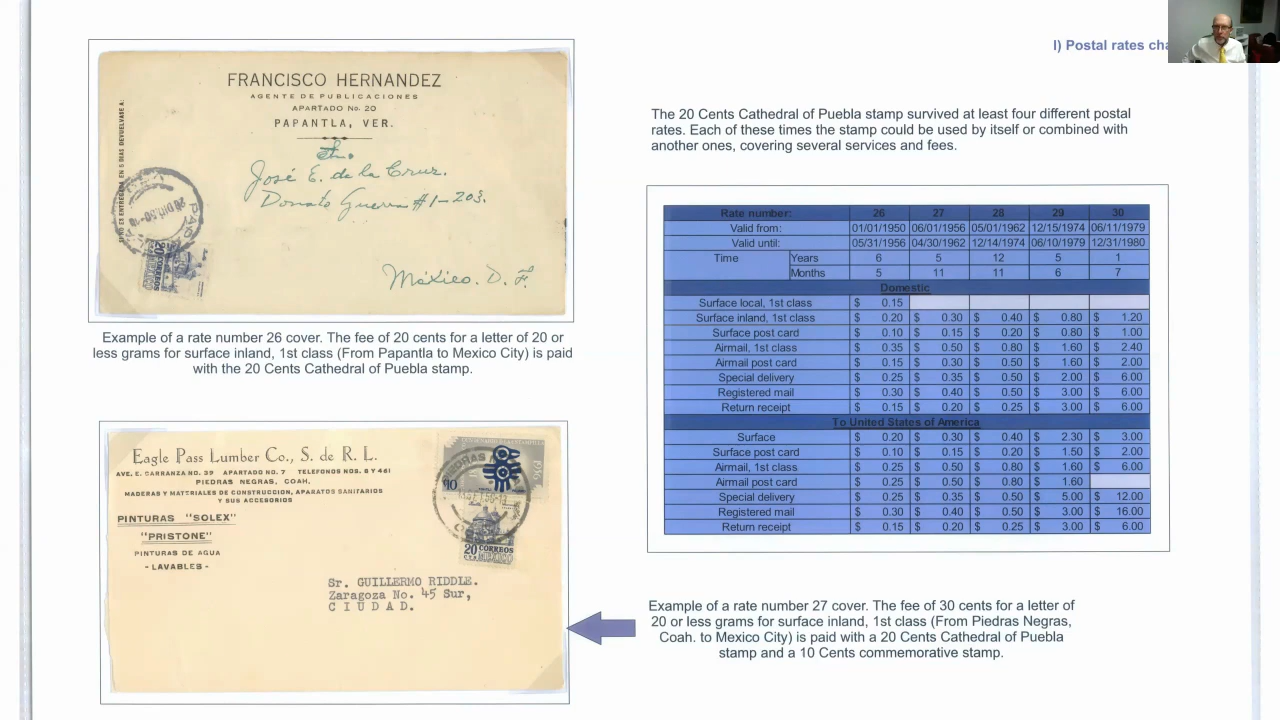 I) Postal rates
FRANCISCO HERNANDEZ
AGENTE DE PUBLICACIONES
APARTADO No. 20
PAPANTLA, VER.
SI NO ES ENTREGADA EN 5 DIAS DEVUELVASE A:
Sr.
José E. de la Cruz.
Donato Guerra #1-203.
México. D. F.
20 CORREOS
Example of a rate number 26 cover. The fee of 20 cents for a letter of 20 or
less grams for surface inland, 1st class (From Papantla to Mexico City) is paid
with the 20 Cents Cathedral of Puebla stamp.
The 20 Cents Cathedral of Puebla stamp survived at least four different postal
rates. Each of these times the stamp could be used by itself or combined with
another ones, covering several services and fees.
Rate number: 26 27 28 29 30
Valid from: 01/01/1950 06/01/1956 05/01/1962 12/15/1974 06/11/1979
Valid until: 05/31/1956 04/30/1962 12/14/1974 06/10/1979 12/31/1980
Time Years 6 5 12 5 1
Months 5 11 11 6 7
Domestic
Surface local, 1st class $ 0.15
Surface inland, 1st class $ 0.20 $ 0.30 $ 0.40 $ 0.80 $ 1.20
Surface post card $ 0.10 $ 0.15 $ 0.20 $ 0.80 $ 1.00
Airmail, 1st class $ 0.35 $ 0.50 $ 0.80 $ 1.60 $ 2.40
Airmail post card $ 0.15 $ 0.30 $ 0.50 $ 1.60 $ 2.00
Special delivery $ 0.25 $ 0.35 $ 0.50 $ 2.00 $ 6.00
Registered mail $ 0.30 $ 0.40 $ 0.50 $ 3.00 $ 6.00
Return receipt $ 0.15 $ 0.20 $ 0.25 $ 3.00 $ 6.00
To United States of America
Surface $ 0.20 $ 0.30 $ 0.40 $ 2.30 $ 3.00
Surface post card $ 0.10 $ 0.15 $ 0.20 $ 1.50 $ 2.00
Airmail, 1st class $ 0.25 $ 0.50 $ 0.80 $ 1.60 $ 6.00
Airmail post card $ 0.25 $ 0.50 $ 0.80 $ 1.60
Special delivery $ 0.25 $ 0.35 $ 0.50 $ 5.00 $ 12.00
Registered mail $ 0.30 $ 0.40 $ 0.50 $ 3.00 $ 16.00
Return receipt $ 0.15 $ 0.20 $ 0.25 $ 3.00 $ 6.00
Eagle Pass Lumber Co., S. de R. L.
AVE. E. CARRANZA NO. 39 APARTADO NO. 7 TELEFONOS NOS. 8 Y 461
PIEDRAS NEGRAS, COAH.
MADERAS Y MATERIALES DE CONSTRUCCION, APARATOS SANITARIOS
Y SUS ACCESORIOS
PINTURAS "SOLEX"
"PRISTONE"
PINTURAS DE AGUA
- LAVABLES -
20 CORREOS
Sr. GUILLERMO RIDDLE.
Zaragoza No. 45 Sur,
CIUDAD.
Example of a rate number 27 cover. The fee of 30 cents for a letter of
20 or less grams for surface inland, 1st class (From Piedras Negras,
Coah. to Mexico City) is paid with a 20 Cents Cathedral of Puebla
stamp and a 10 Cents commemorative stamp.